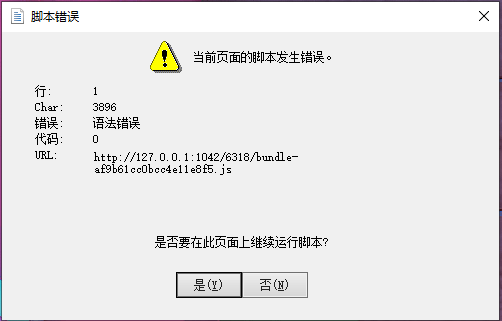 脚本错误
当前页面的脚本发生错误。
行: 1
Char: 3896
错误: 语法错误
代码: 0
URL: http://127.0.0.1:1042/6318/bundle-
af9b61cc0bcc4e11e8f5.js
是否要在此页面上继续运行脚本?
是(Y) 否(N)